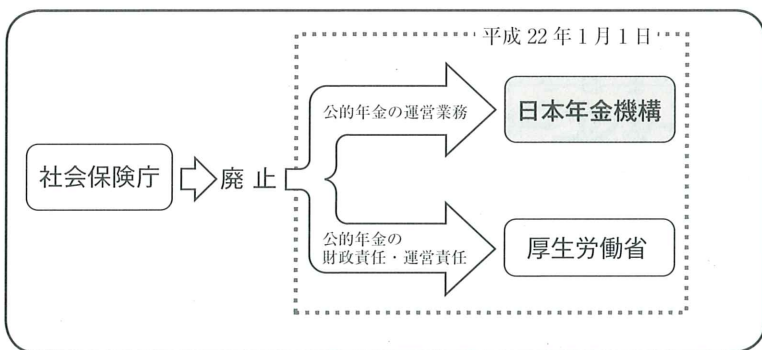 平成 22 年 1 月 1 日
公的年金の運営業務
日本年金機構
社会保険庁
廃 止
公的年金の
財政責任・運営責任
厚生労働省